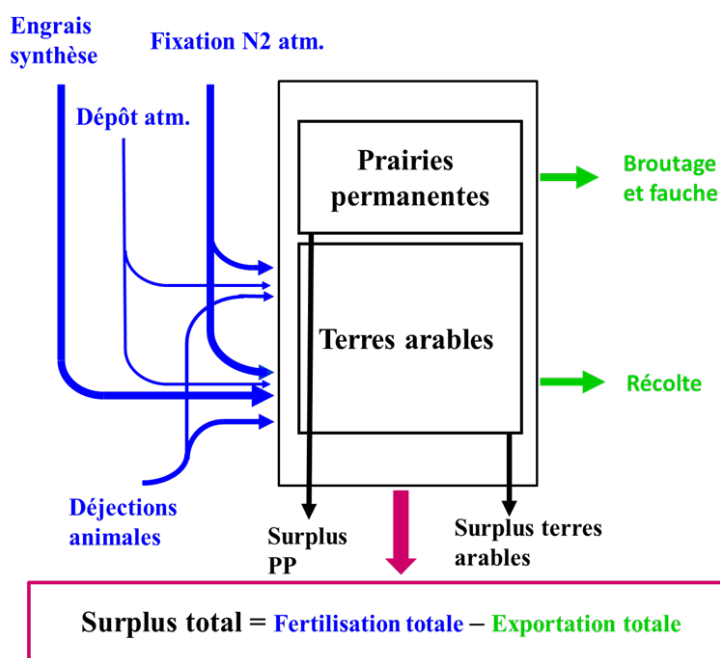 Engrais
synthèse
Fixation N2 atm.
Dépôt atm.
Prairies
permanentes
Broutage
et fauche
Terres arables
Récolte
Déjections
animales
Surplus
PP
Surplus terres
arables
Surplus total = Fertilisation totale – Exportation totale